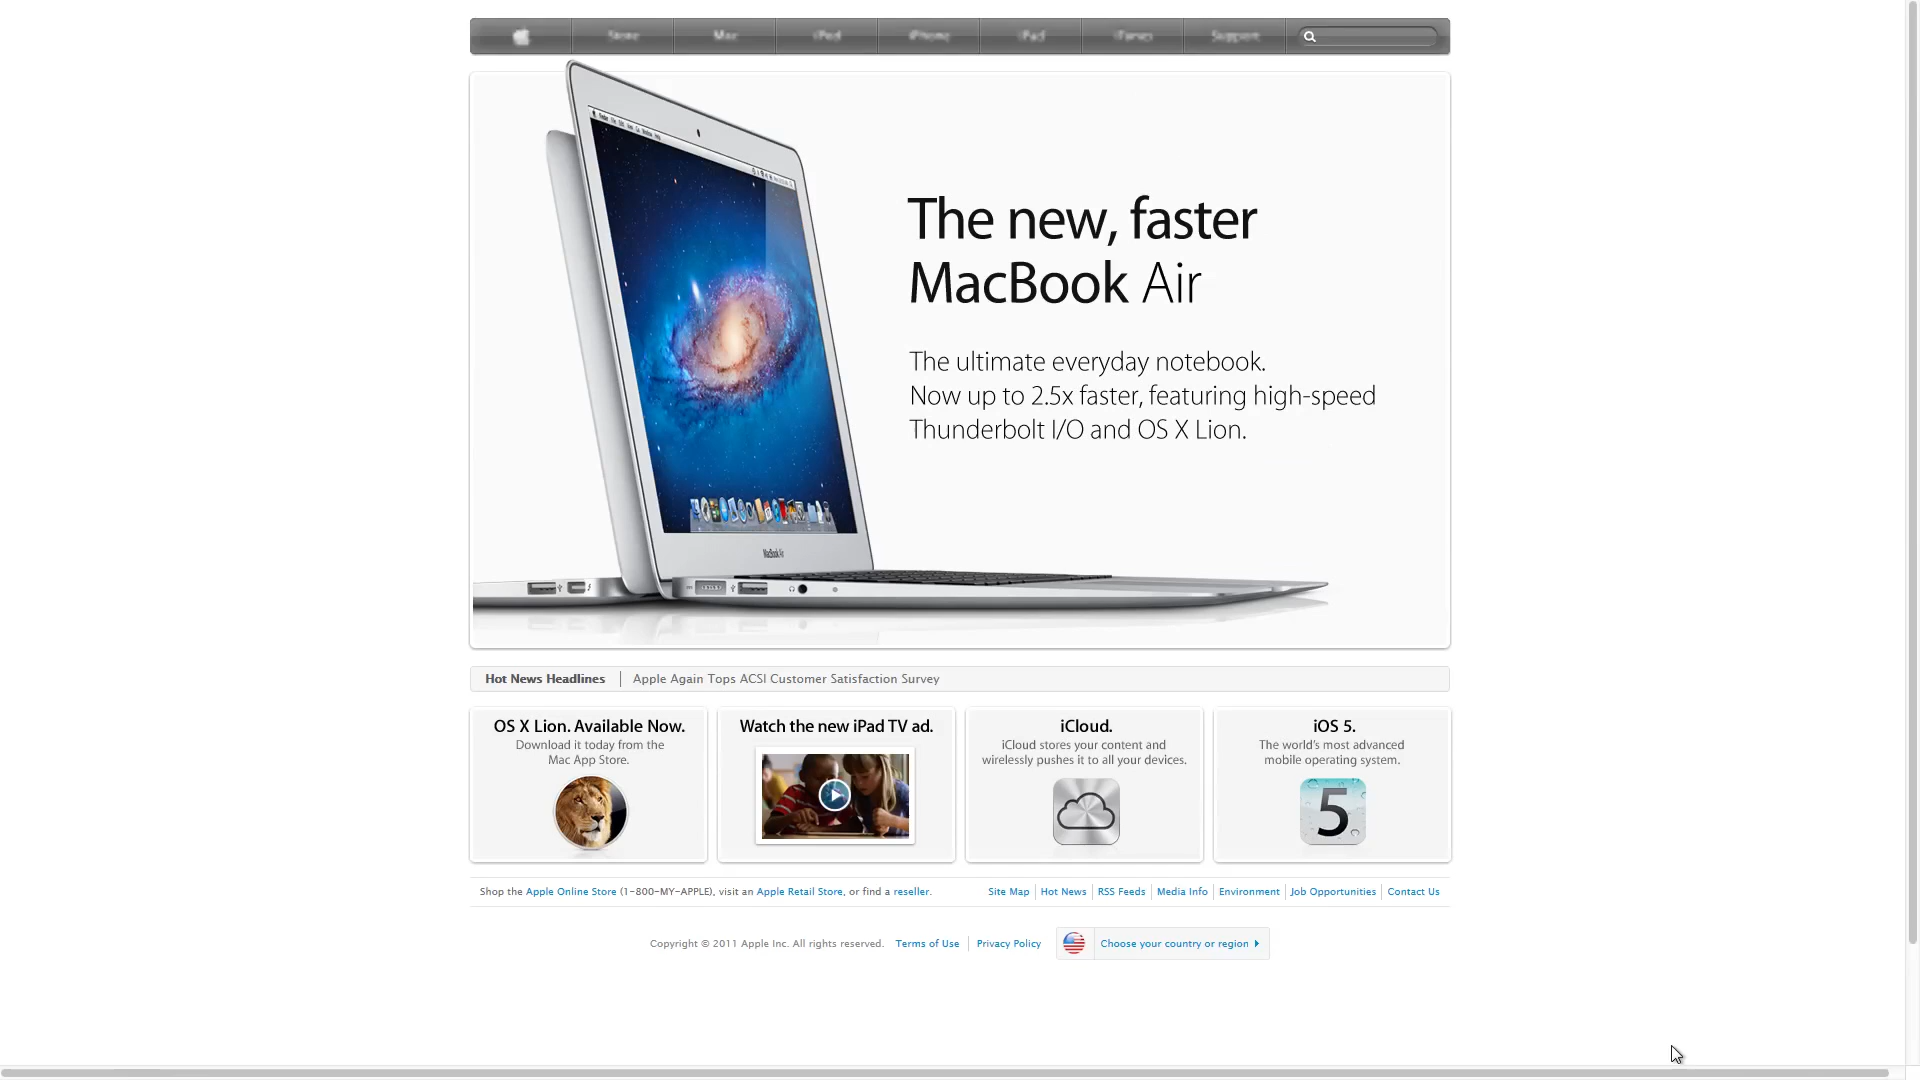 Store Mac iPod iPhone iPad iTunes Support
The new, faster
MacBook Air
The ultimate everyday notebook.
Now up to 2.5x faster, featuring high-speed
Thunderbolt I/O and OS X Lion.
MacBook Air
Hot News Headlines Apple Again Tops ACSI Customer Satisfaction Survey
OS X Lion. Available Now.
Download it today from the
Mac App Store.
Watch the new iPad TV ad.
iCloud.
iCloud stores your content and
wirelessly pushes it to all your devices.
iOS 5.
The world's most advanced
mobile operating system.
5
Shop the Apple Online Store (1-800-MY-APPLE), visit an Apple Retail Store, or find a reseller.
Site Map Hot News RSS Feeds Media Info Environment Job Opportunities Contact Us
Copyright © 2011 Apple Inc. All rights reserved. Terms of Use Privacy Policy Choose your country or region